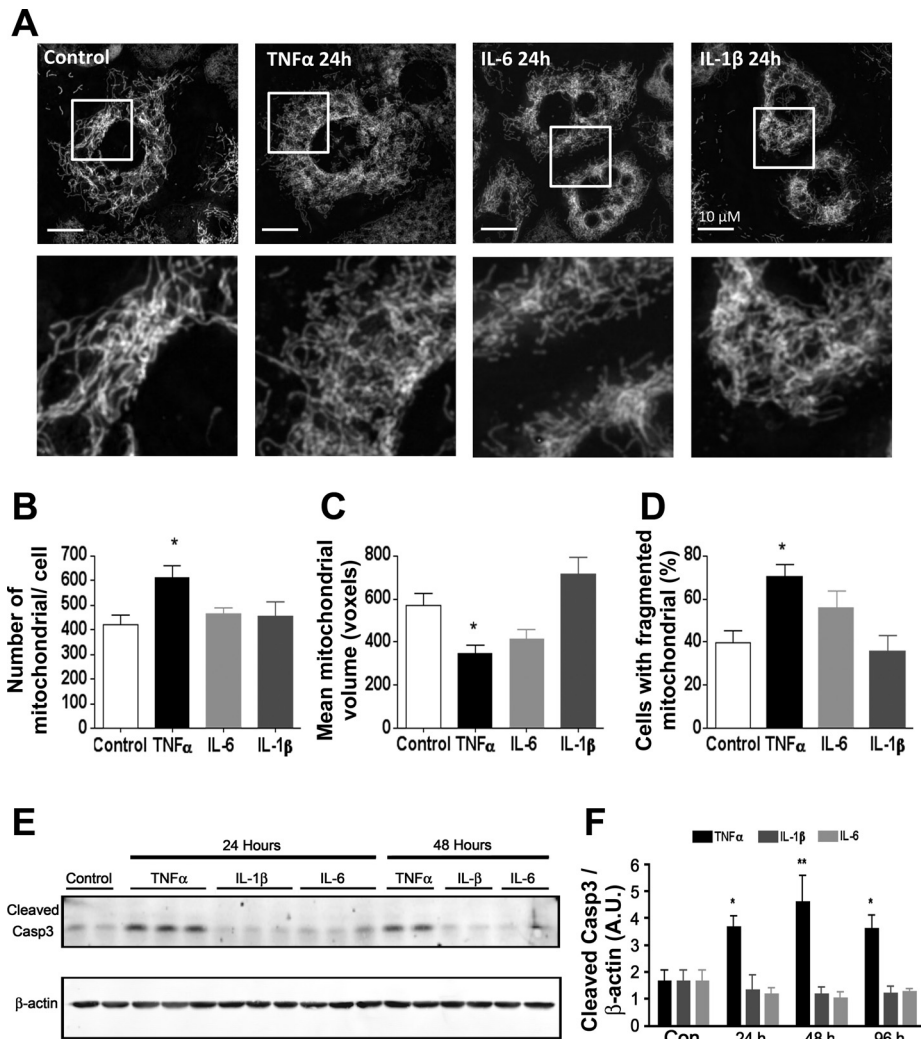 A
Control
TNFα 24h
IL-6 24h
IL-1β 24h
10 µM
B
Number of
mitochondrial/ cell
700
600
500
400
300
200
100
0
Control TNFα IL-6 IL-1β
C
Mean mitochondrial
volume (voxels)
800
600
400
600
0
Control TNFα IL-6 IL-1β
D
Cells with fragmented
mitochondrial (%)
80
60
40
20
0
Control TNFα IL-6 IL-1β
*
*
*
E
24 Hours
48 Hours
Control TNFα IL-1β IL-6 TNFα IL-β IL-6
Cleaved
Casp3
β-actin
F
TNFα IL-1β IL-6
Cleaved Casp3 /
β-actin (A.U.)
6
5
4
3
2
1
0
*
**
*
Con 24 h 48 h 96 h